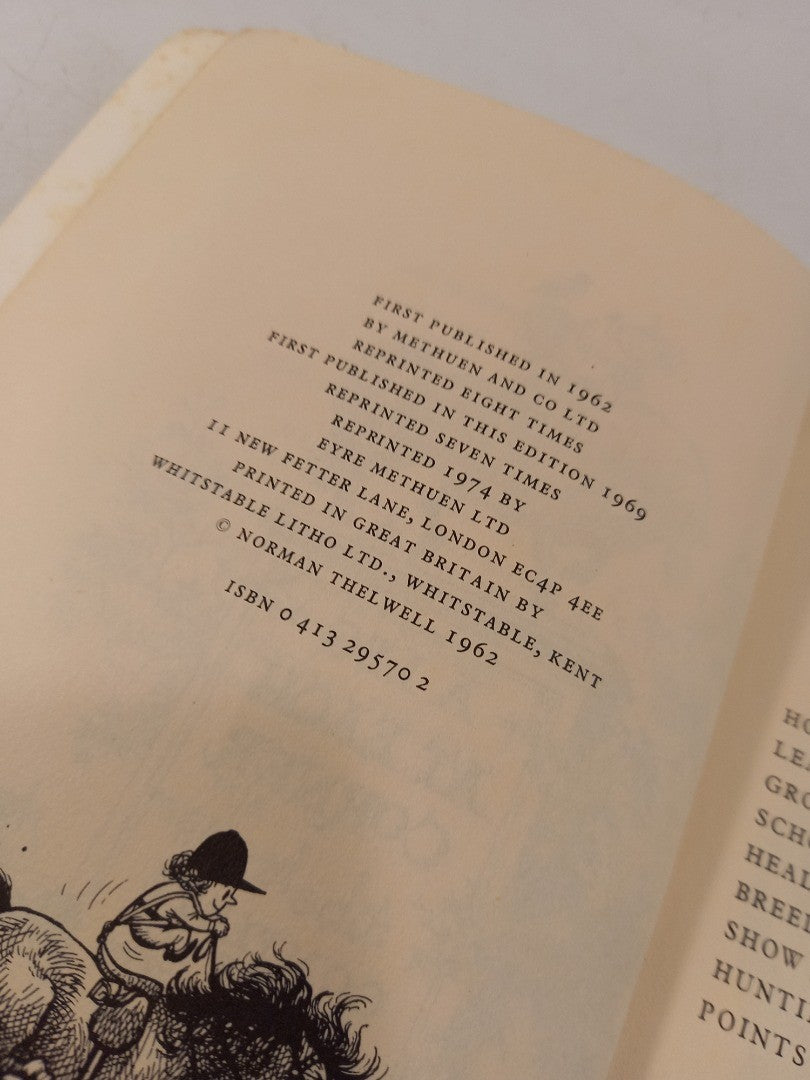 FIRST PUBLISHED IN 1962
BY METHUEN AND CO LTD
REPRINTED EIGHT TIMES
FIRST PUBLISHED IN THIS EDITION 1969
REPRINTED SEVEN TIMES
REPRINTED 1974 BY
EYRE METHUEN LTD
11 NEW FETTER LANE, LONDON EC4P 4EE
PRINTED IN GREAT BRITAIN BY
WHITSTABLE LITHO LTD., WHITSTABLE, KENT
© NORMAN THELWELL 1962
ISBN 0 413 29570 2
SHOW
POINTS